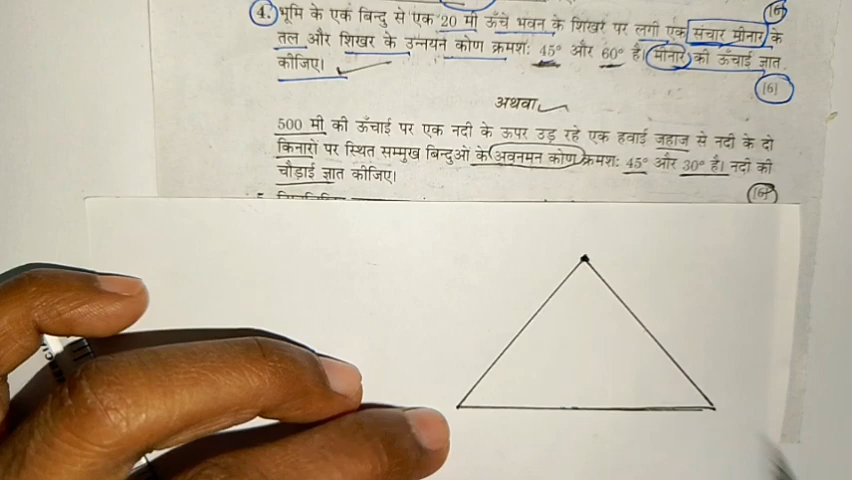 4. भूमि के एक बिन्दु से एक 20 मी ऊँचे भवन के शिखर पर लगी एक संचार मीनार के
तल और शिखर के उन्नयन कोण क्रमश: 45° और 60° है। मीनार की ऊँचाई ज्ञात
कीजिए।
[6]
अथवा
500 मी की ऊँचाई पर एक नदी के ऊपर उड़ रहे एक हवाई जहाज से नदी के दो
किनारों पर स्थित सम्मुख बिन्दुओं के अवनमन कोण क्रमश: 45° और 30° है। नदी की
चौड़ाई ज्ञात कीजिए।
[6]